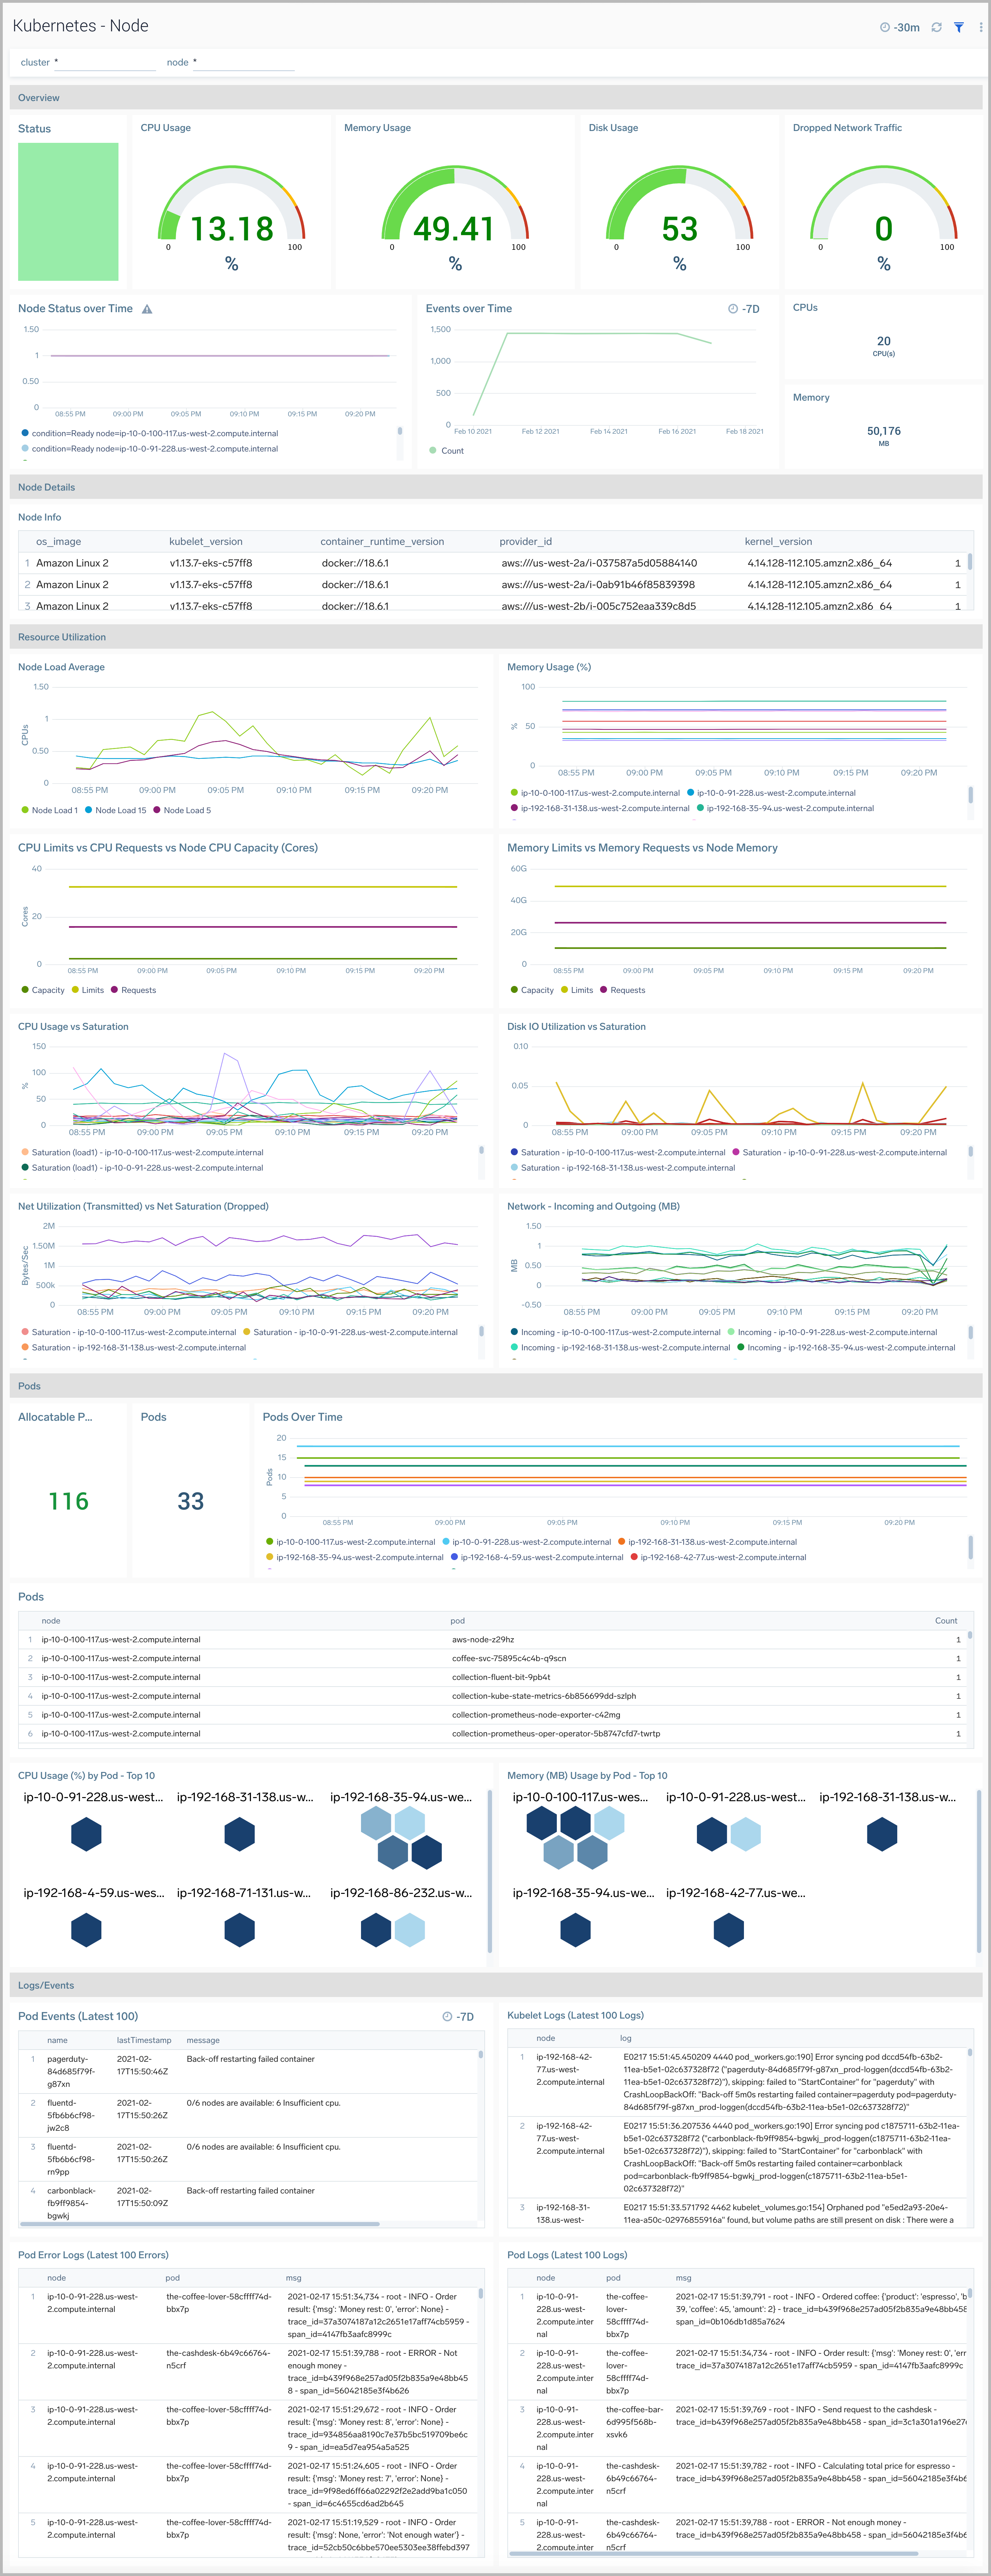 Kubernetes - Node
-30m
cluster *
node *
Overview
Status
CPU Usage
Memory Usage
Disk Usage
Dropped Network Traffic
13.18
0
100
%
49.41
0
100
%
53
0
100
%
0
0
100
%
Node Status over Time
1.50
1
0.50
0
08:55 PM 09:00 PM 09:05 PM 09:10 PM 09:15 PM 09:20 PM
condition=Ready node=ip-10-0-100-117.us-west-2.compute.internal
condition=Ready node=ip-10-0-91-228.us-west-2.compute.internal
Events over Time
-7D
1,500
1,000
500
0
Feb 10 2021 Feb 12 2021 Feb 14 2021 Feb 16 2021 Feb 18 2021
Count
CPUs
20
CPU(s)
Memory
50,176
MB
Node Details
Node Info
os_image kubelet_version container_runtime_version provider_id kernel_version
1 Amazon Linux 2 v1.13.7-eks-c57ff8 docker://18.6.1 aws:///us-west-2a/i-037587a5d05884140 4.14.128-112.105.amzn2.x86_64 1
2 Amazon Linux 2 v1.13.7-eks-c57ff8 docker://18.6.1 aws:///us-west-2a/i-0ab91b46f85839398 4.14.128-112.105.amzn2.x86_64 1
3 Amazon Linux 2 v1.13.7-eks-c57ff8 docker://18.6.1 aws:///us-west-2b/i-005c752eaa339c8d5 4.14.128-112.105.amzn2.x86_64 1
Resource Utilization
Node Load Average
1.50
1
0.50
0
CPUs
08:55 PM 09:00 PM 09:05 PM 09:10 PM 09:15 PM 09:20 PM
Node Load 1 Node Load 15 Node Load 5
Memory Usage (%)
100
50
0
%
08:55 PM 09:00 PM 09:05 PM 09:10 PM 09:15 PM 09:20 PM
ip-10-0-100-117.us-west-2.compute.internal ip-10-0-91-228.us-west-2.compute.internal
ip-192-168-31-138.us-west-2.compute.internal ip-192-168-35-94.us-west-2.compute.internal
CPU Limits vs CPU Requests vs Node CPU Capacity (Cores)
40
20
0
Cores
08:55 PM 09:00 PM 09:05 PM 09:10 PM 09:15 PM 09:20 PM
Capacity Limits Requests
Memory Limits vs Memory Requests vs Node Memory
60G
40G
20G
0
08:55 PM 09:00 PM 09:05 PM 09:10 PM 09:15 PM 09:20 PM
Capacity Limits Requests
CPU Usage vs Saturation
150
100
50
0
%
08:55 PM 09:00 PM 09:05 PM 09:10 PM 09:15 PM 09:20 PM
Saturation (load1) - ip-10-0-100-117.us-west-2.compute.internal
Saturation (load1) - ip-10-0-91-228.us-west-2.compute.internal
Disk IO Utilization vs Saturation
0.10
0.05
0
08:55 PM 09:00 PM 09:05 PM 09:10 PM 09:15 PM 09:20 PM
Saturation - ip-10-0-100-117.us-west-2.compute.internal Saturation - ip-10-0-91-228.us-west-2.compute.internal
Saturation - ip-192-168-31-138.us-west-2.compute.internal
Net Utilization (Transmitted) vs Net Saturation (Dropped)
2M
1.50M
1M
500k
0
Bytes/Sec
08:55 PM 09:00 PM 09:05 PM 09:10 PM 09:15 PM 09:20 PM
Saturation - ip-10-0-100-117.us-west-2.compute.internal Saturation - ip-10-0-91-228.us-west-2.compute.internal
Saturation - ip-192-168-31-138.us-west-2.compute.internal
Network - Incoming and Outgoing (MB)
1.50
1
0.50
0
-0.50
MB
08:55 PM 09:00 PM 09:05 PM 09:10 PM 09:15 PM 09:20 PM
Incoming - ip-10-0-100-117.us-west-2.compute.internal Incoming - ip-10-0-91-228.us-west-2.compute.internal
Incoming - ip-192-168-31-138.us-west-2.compute.internal Incoming - ip-192-168-35-94.us-west-2.compute.internal
Pods
Allocatable P...
116
Pods
33
Pods Over Time
20
15
10
5
0
Pods
08:55 PM 09:00 PM 09:05 PM 09:10 PM 09:15 PM 09:20 PM
ip-10-0-100-117.us-west-2.compute.internal ip-10-0-91-228.us-west-2.compute.internal ip-192-168-31-138.us-west-2.compute.internal
ip-192-168-35-94.us-west-2.compute.internal ip-192-168-4-59.us-west-2.compute.internal ip-192-168-42-77.us-west-2.compute.internal
Pods
node pod Count
1 ip-10-0-100-117.us-west-2.compute.internal aws-node-z29hz 1
2 ip-10-0-100-117.us-west-2.compute.internal coffee-svc-75895c4c4b-q9scn 1
3 ip-10-0-100-117.us-west-2.compute.internal collection-fluent-bit-9pb4t 1
4 ip-10-0-100-117.us-west-2.compute.internal collection-kube-state-metrics-6b856699dd-szlph 1
5 ip-10-0-100-117.us-west-2.compute.internal collection-prometheus-node-exporter-c42mg 1
6 ip-10-0-100-117.us-west-2.compute.internal collection-prometheus-oper-operator-5b8747cfd7-twrtp 1
CPU Usage (%) by Pod - Top 10
ip-10-0-91-228.us-west... ip-192-168-31-138.us-w... ip-192-168-35-94.us-we...
ip-192-168-4-59.us-wes... ip-192-168-71-131.us-w... ip-192-168-86-232.us-w...
Memory (MB) Usage by Pod - Top 10
ip-10-0-100-117.us-wes... ip-10-0-91-228.us-west... ip-192-168-31-138.us-w...
ip-192-168-35-94.us-we... ip-192-168-42-77.us-we...
Logs/Events
Pod Events (Latest 100)
-7D
name lastTimestamp message
1 pagerduty- 2021-02- Back-off restarting failed container
84d685f79f- 17T15:50:46Z
g87xn
2 fluentd- 2021-02- 0/6 nodes are available: 6 Insufficient cpu.
5fb6b6cf98- 17T15:50:26Z
jw2c8
3 fluentd- 2021-02- 0/6 nodes are available: 6 Insufficient cpu.
5fb6b6cf98- 17T15:50:26Z
rn9pp
4 carbonblack- 2021-02- Back-off restarting failed container
fb9ff9854- 17T15:50:09Z
bgwkj
Kubelet Logs (Latest 100 Logs)
node log
1 ip-192-168-42- E0217 15:51:45.450209 4440 pod_workers.go:190] Error syncing pod dccd54fb-63b2-
77.us-west- 11ea-b5e1-02c637328f72 ("pagerduty-84d685f79f-g87xn_prod-loggen(dccd54fb-63b2-
2.compute.internal 11ea-b5e1-02c637328f72)"), skipping: failed to "StartContainer" for "pagerduty" with
CrashLoopBackOff: "Back-off 5m0s restarting failed container=pagerduty pod=pagerduty-
84d685f79f-g87xn_prod-loggen(dccd54fb-63b2-11ea-b5e1-02c637328f72)"
2 ip-192-168-42- E0217 15:51:36.207536 4440 pod_workers.go:190] Error syncing pod c1875711-63b2-11ea-
77.us-west- b5e1-02c637328f72 ("carbonblack-fb9ff9854-bgwkj_prod-loggen(c1875711-63b2-11ea-
2.compute.internal b5e1-02c637328f72)"), skipping: failed to "StartContainer" for "carbonblack" with
CrashLoopBackOff: "Back-off 5m0s restarting failed container=carbonblack
pod=carbonblack-fb9ff9854-bgwkj_prod-loggen(c1875711-63b2-11ea-b5e1-
02c637328f72)"
3 ip-192-168-31- E0217 15:51:33.571792 4462 kubelet_volumes.go:154] Orphaned pod "e5ed2a93-20e4-
138.us-west- 11ea-a50c-02976855916a" found, but volume paths are still present on disk : There were a
Pod Error Logs (Latest 100 Errors)
node pod msg
1 ip-10-0-91-228.us-west- the-coffee-lover-58cffff74d- 2021-02-17 15:51:34,734 - root - INFO - Order
2.compute.internal bbx7p result: {'msg': 'Money rest: 0', 'error': None} -
trace_id=37a3074187a12c2651e17aff74cb5959 -
span_id=4147fb3aafc8999c
2 ip-10-0-91-228.us-west- the-cashdesk-6b49c66764- 2021-02-17 15:51:39,788 - root - ERROR - Not
2.compute.internal n5crf enough money -
trace_id=b439f968e257ad05f2b835a9e48bb45
8 - span_id=56042185e3f4b626
3 ip-10-0-91-228.us-west- the-coffee-lover-58cffff74d- 2021-02-17 15:51:29,672 - root - INFO - Order
2.compute.internal bbx7p result: {'msg': 'Money rest: 8', 'error': None} -
trace_id=934856aa8190c7e37b5bc519709be6c
9 - span_id=ea5d7ea954a5a525
4 ip-10-0-91-228.us-west- the-coffee-lover-58cffff74d- 2021-02-17 15:51:24,605 - root - INFO - Order
2.compute.internal bbx7p result: {'msg': 'Money rest: 7', 'error': None} -
trace_id=9f98ed6ff66a02292f2e2add9ba1c050
- span_id=6c4655cd6ad2b645
5 ip-10-0-91-228.us-west- the-coffee-lover-58cffff74d- 2021-02-17 15:51:19,529 - root - INFO - Order
2.compute.internal bbx7p result: {'msg': None, 'error': 'Not enough water'} -
trace_id=52cb50c6bbe570ee5303ee38ffebd397
Pod Logs (Latest 100 Logs)
node pod msg
1 ip-10-0-91- the-coffee- 2021-02-17 15:51:39,791 - root - INFO - Ordered coffee: {'product': 'espresso', 'b
228.us-west- lover- 39, 'coffee': 45, 'amount': 2} - trace_id=b439f968e257ad05f2b835a9e48bb458
2.compute.inter 58cffff74d- span_id=0b106db1d85a7624
nal bbx7p
2 ip-10-0-91- the-coffee- 2021-02-17 15:51:34,734 - root - INFO - Order result: {'msg': 'Money rest: 0', 'err
228.us-west- lover- trace_id=37a3074187a12c2651e17aff74cb5959 - span_id=4147fb3aafc8999c
2.compute.inter 58cffff74d-
nal bbx7p
3 ip-10-0-91- the-coffee-bar- 2021-02-17 15:51:39,769 - root - INFO - Send request to the cashdesk -
228.us-west- 6d995f568b- trace_id=b439f968e257ad05f2b835a9e48bb458 - span_id=3c1a301a196e27
2.compute.inter xsvk6
nal
4 ip-10-0-91- the-cashdesk- 2021-02-17 15:51:39,782 - root - INFO - Calculating total price for espresso -
228.us-west- 6b49c66764- trace_id=b439f968e257ad05f2b835a9e48bb458 - span_id=56042185e3f4b6
2.compute.inter n5crf
nal
5 ip-10-0-91- the-cashdesk- 2021-02-17 15:51:39,788 - root - ERROR - Not enough money -
228.us-west- 6b49c66764- trace_id=b439f968e257ad05f2b835a9e48bb458 - span_id=56042185e3f4b6
2.compute.inter n5crf